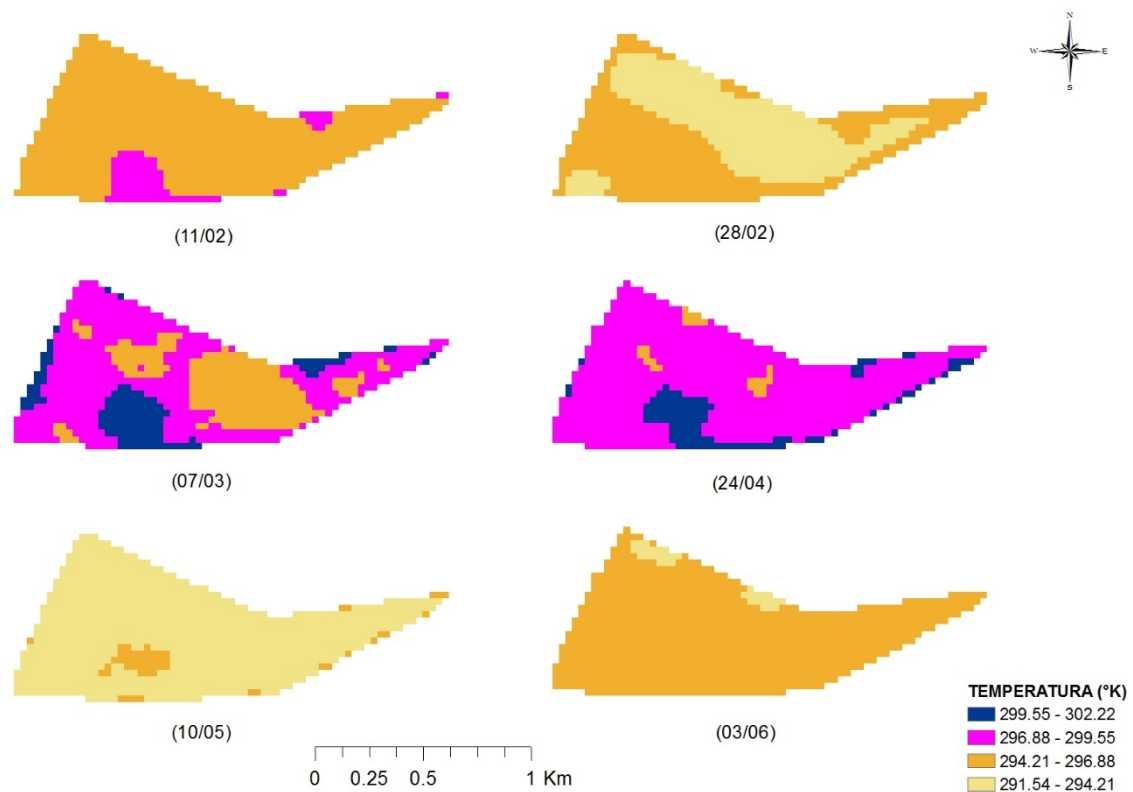 N
W E
S
(11/02)
(28/02)
(07/03)
(24/04)
(10/05)
(03/06)
0 0.25 0.5 1 Km
TEMPERATURA (°K)
299.55 - 302.22
296.88 - 299.55
294.21 - 296.88
291.54 - 294.21